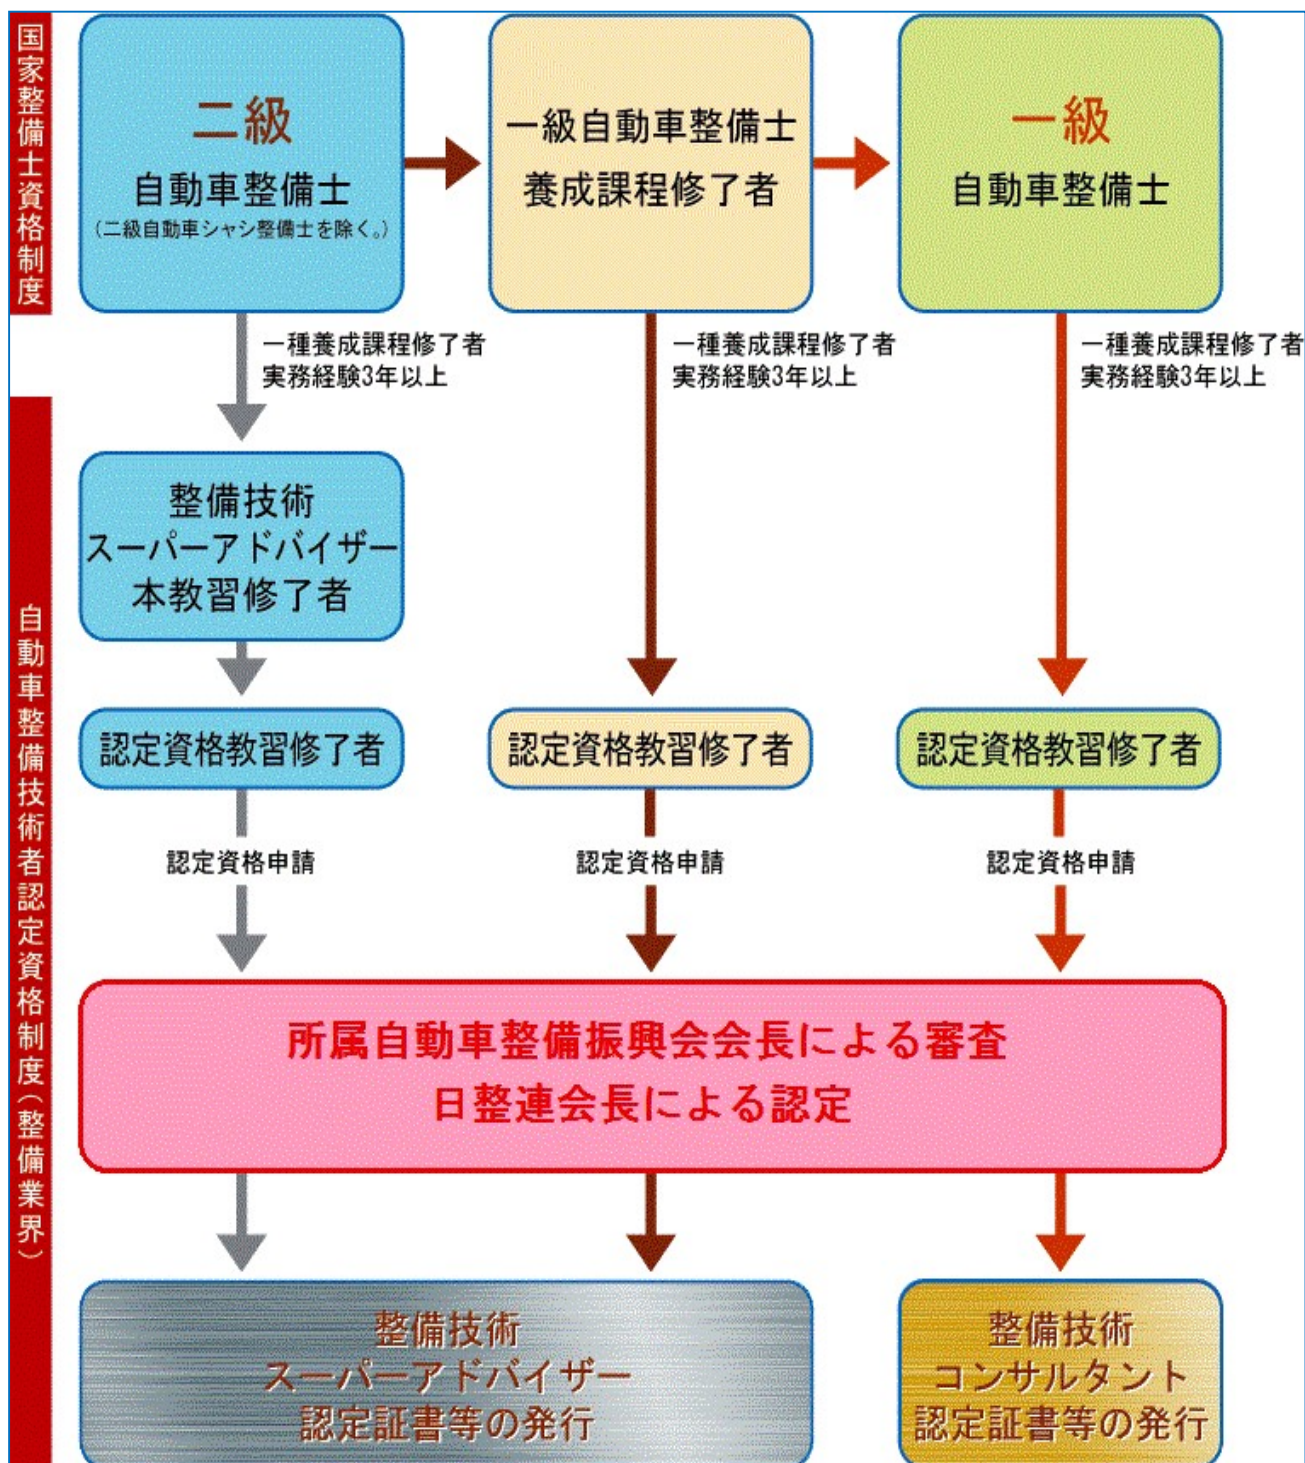 国家整備士資格制度
二級
自動車整備士
(二級自動車シャシ整備士を除く。)
一級自動車整備士
養成課程修了者
一級
自動車整備士
一種養成課程修了者
実務経験3年以上
一種養成課程修了者
実務経験3年以上
一種養成課程修了者
実務経験3年以上
自動車整備技術者認定資格制度(整備業界)
整備技術
スーパーアドバイザー
本教習修了者
認定資格教習修了者
認定資格教習修了者
認定資格教習修了者
認定資格申請
認定資格申請
認定資格申請
所属自動車整備振興会会長による審査
日整連会長による認定
整備技術
スーパーアドバイザー
認定証書等の発行
整備技術
コンサルタント
認定証書等の発行